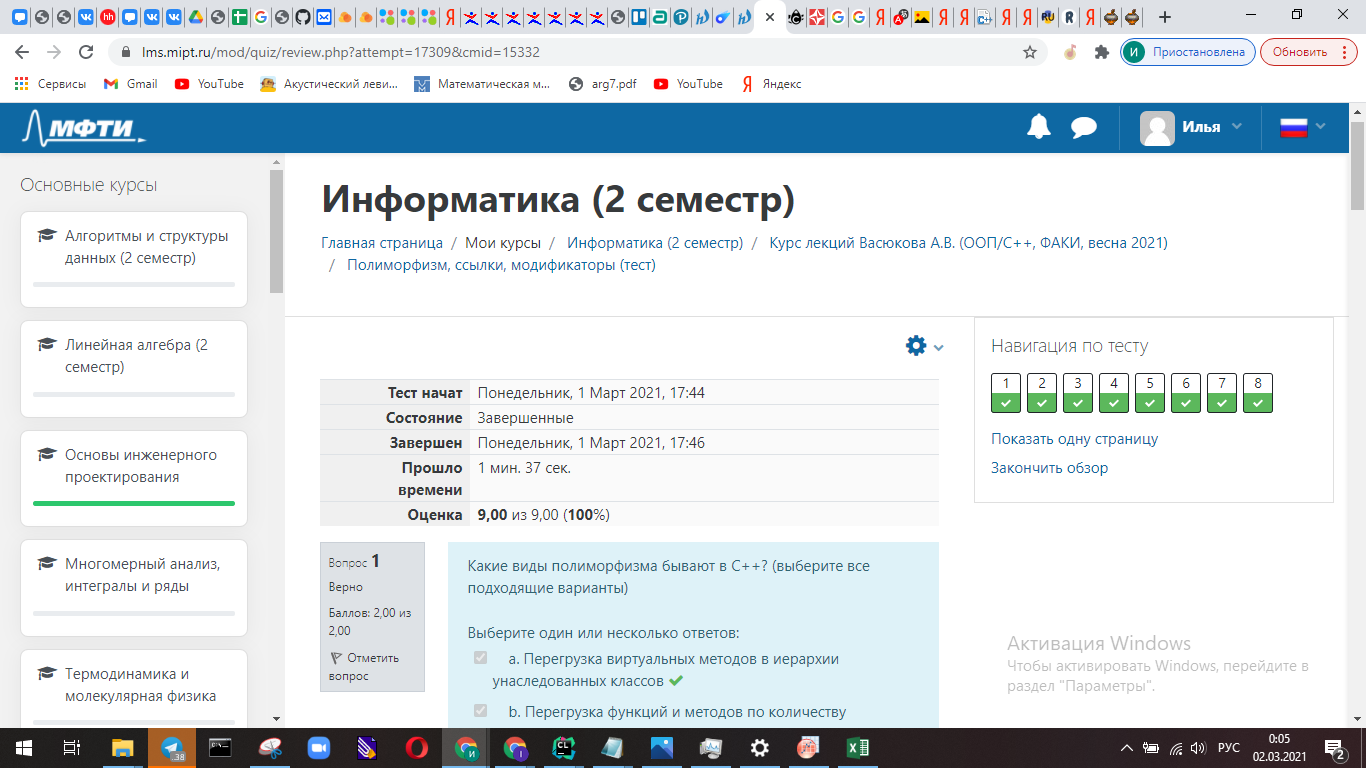 lms.mipt.ru/mod/quiz/review.php?attempt=17309&cmid=15332
И Приостановлена
Обновить
Сервисы
Gmail
YouTube
Акустический леви...
Математическая м...
arg7.pdf
YouTube
Яндекс
МФТИ
Илья
Основные курсы
Алгоритмы и структуры
данных (2 семестр)
Линейная алгебра (2
семестр)
Основы инженерного
проектирования
Многомерный анализ,
интегралы и ряды
Термодинамика и
молекулярная физика
Информатика (2 семестр)
Главная страница / Мои курсы / Информатика (2 семестр) / Курс лекций Васюкова А.В. (ООП/C++, ФАКИ, весна 2021)
/ Полиморфизм, ссылки, модификаторы (тест)
Тест начат Понедельник, 1 Март 2021, 17:44
Состояние Завершенные
Завершен Понедельник, 1 Март 2021, 17:46
Прошло 1 мин. 37 сек.
времени
Оценка 9,00 из 9,00 (100%)
Вопрос 1
Верно
Баллов: 2,00 из
2,00
Отметить
вопрос
Какие виды полиморфизма бывают в C++? (выберите все
подходящие варианты)
Выберите один или несколько ответов:
a. Перегрузка виртуальных методов в иерархии
унаследованных классов
b. Перегрузка функций и методов по количеству
Навигация по тесту
1 2 3 4 5 6 7 8
Показать одну страницу
Закончить обзор
Активация Windows
Чтобы активировать Windows, перейдите в
раздел "Параметры".
.38
РУС
0:05
02.03.2021
2